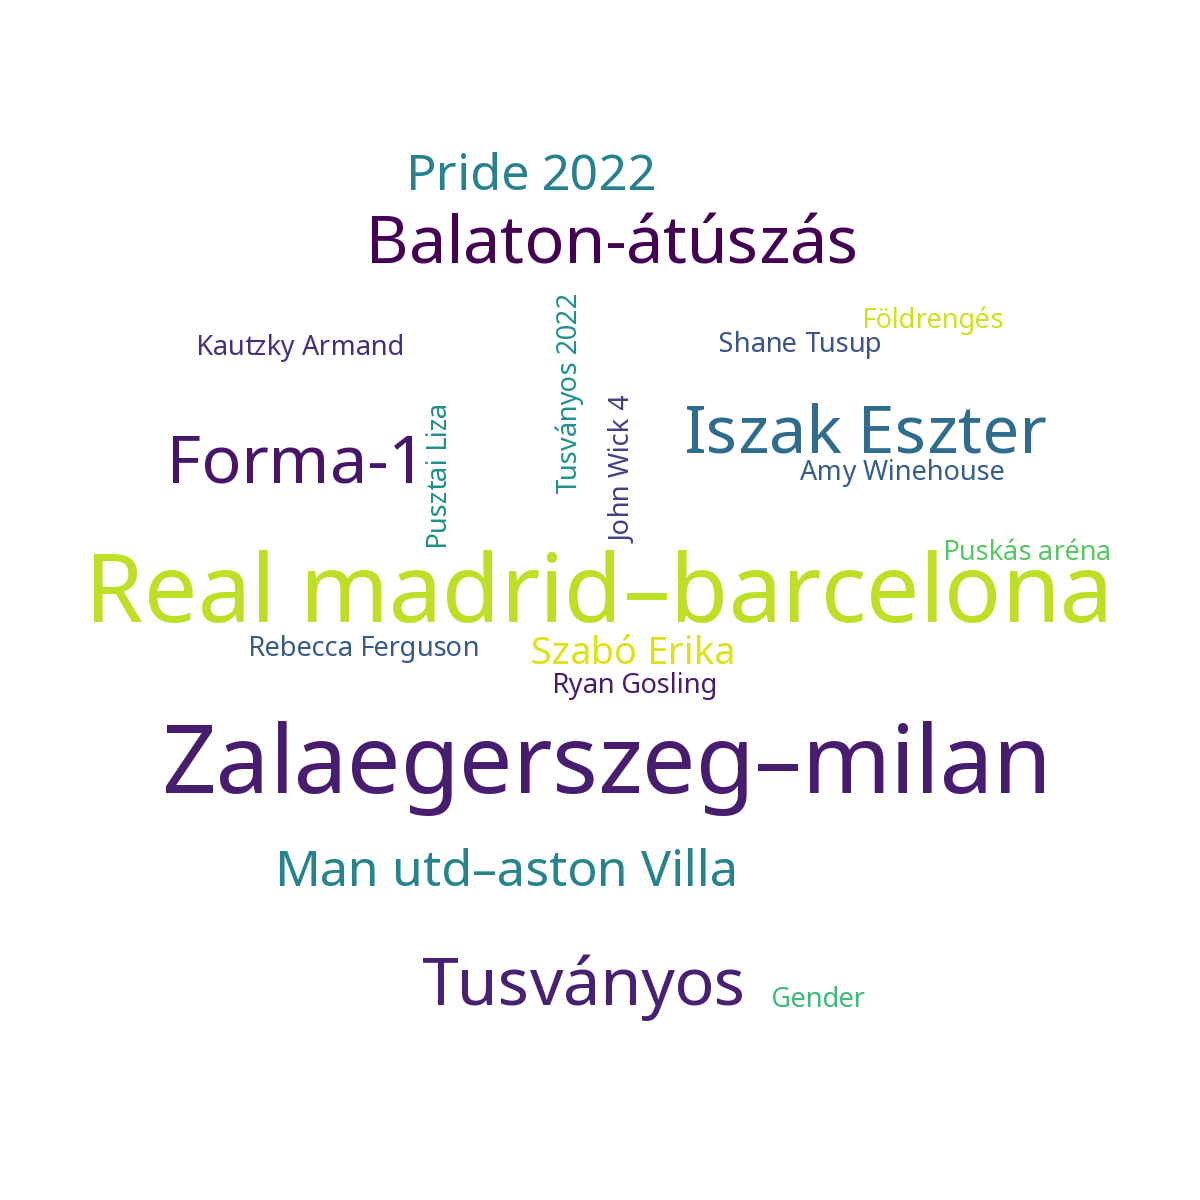 Pride 2022
Balaton-átúszás
Földrengés
Kautzky Armand
Tusványos 2022
Shane Tusup
Pusztai Liza
John Wick 4
Iszak Eszter
Forma-1
Amy Winehouse
Puskás aréna
Real madrid–barcelona
Rebecca Ferguson
Szabó Erika
Ryan Gosling
Zalaegerszeg–milan
Man utd–aston Villa
Tusványos
Gender